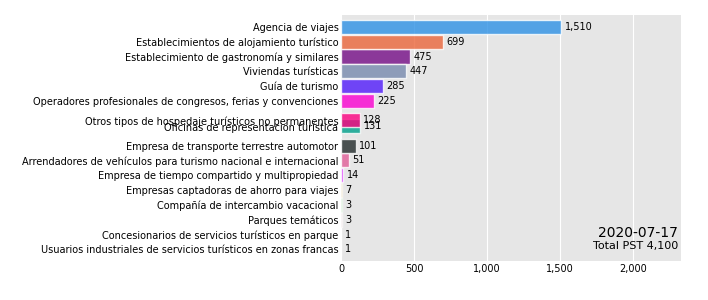 Agencia de viajes 1,510
Establecimientos de alojamiento turístico 699
Establecimiento de gastronomía y similares 475
Viviendas turísticas 447
Guía de turismo 285
Operadores profesionales de congresos, ferias y convenciones 225
Otros tipos de hospedaje turísticos no permanentes 128
Oficinas de representación turística 131
Empresa de transporte terrestre automotor 101
Arrendadores de vehículos para turismo nacional e internacional 51
Empresa de tiempo compartido y multipropiedad 14
Empresas captadoras de ahorro para viajes 7
Compañía de intercambio vacacional 3
Parques temáticos 3
Concesionarios de servicios turísticos en parque 1
Usuarios industriales de servicios turísticos en zonas francas 1
2020-07-17
Total PST 4,100
0 500 1,000 1,500 2,000